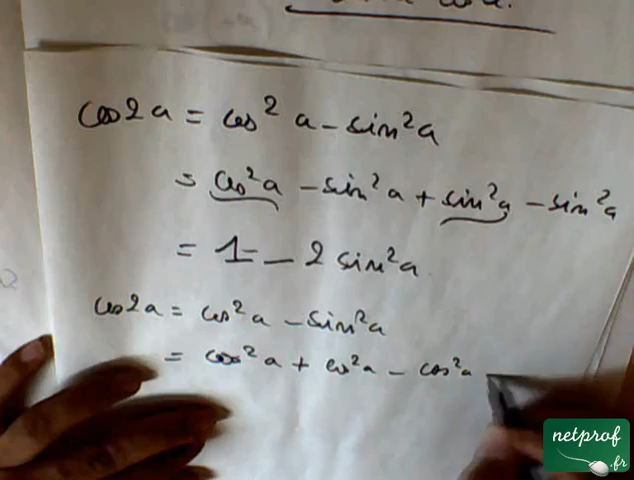 cos2a = cos² a - sin²a
= cos²a - sin²a + sin²a - sin²a
= 1 - 2 sin²a
cos2a = cos²a - sin²a
= cos²a + cos²a - cos²a
netprof
.fr